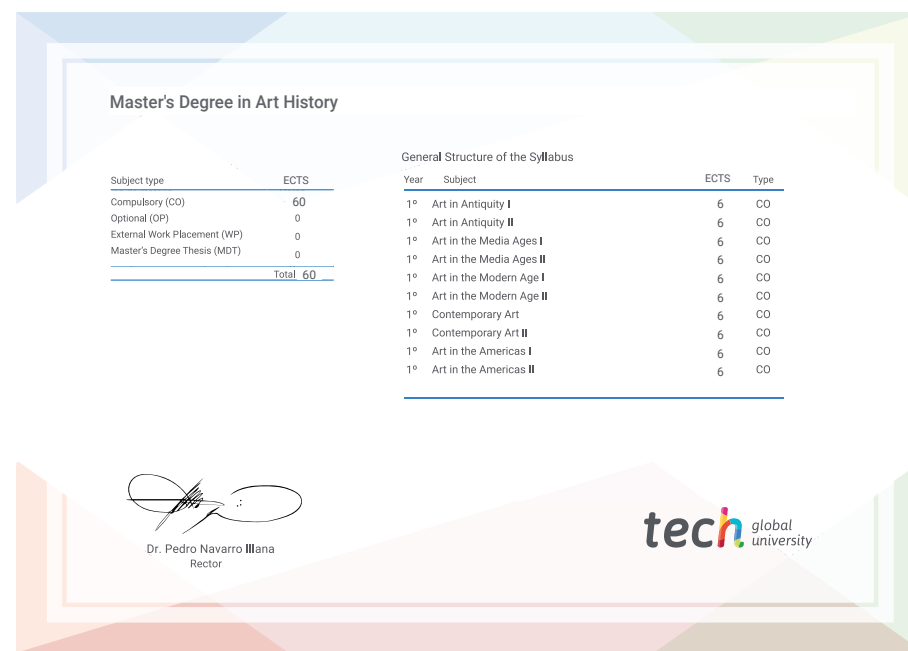 Master's Degree in Art History
Subject type ECTS
Compulsory (CO) 60
Optional (OP) 0
External Work Placement (WP) 0
Master's Degree Thesis (MDT) 0
Total 60
General Structure of the Syllabus
Year Subject ECTS Type
1º Art in Antiquity I 6 CO
1º Art in Antiquity II 6 CO
1º Art in the Media Ages I 6 CO
1º Art in the Media Ages II 6 CO
1º Art in the Modern Age I 6 CO
1º Art in the Modern Age II 6 CO
1º Contemporary Art 6 CO
1º Contemporary Art II 6 CO
1º Art in the Americas I 6 CO
1º Art in the Americas II 6 CO
Dr. Pedro Navarro Illana
Rector
tech global
university